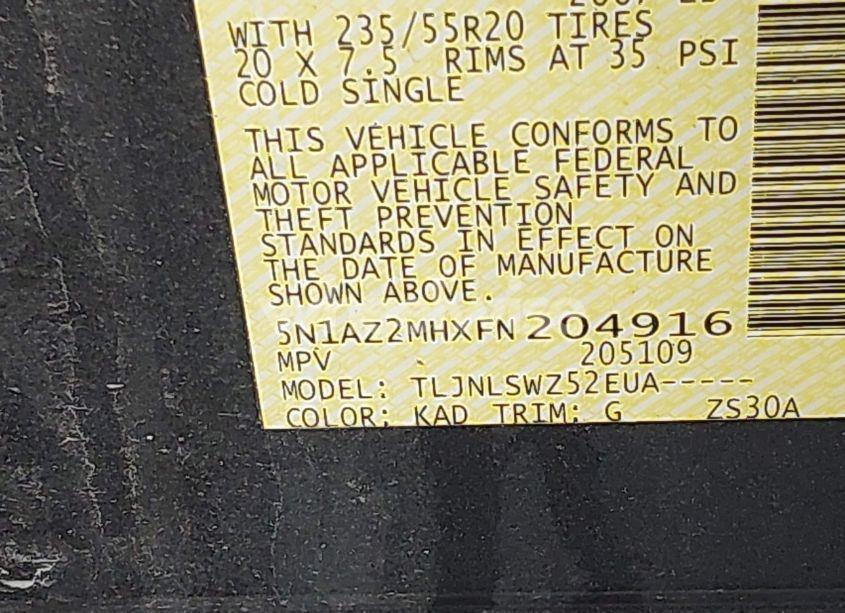 WITH 235/55R20 TIRES
20 X 7.5 RIMS AT 35 PSI
COLD SINGLE
THIS VEHICLE CONFORMS TO
ALL APPLICABLE FEDERAL
MOTOR VEHICLE SAFETY AND
THEFT PREVENTION
STANDARDS IN EFFECT ON
THE DATE OF MANUFACTURE
SHOWN ABOVE.
5N1AZ2MHXFN204916
MPV 205109
MODEL: TLJNLSWZ52EUA-----
COLOR: KAD TRIM: G ZS30A